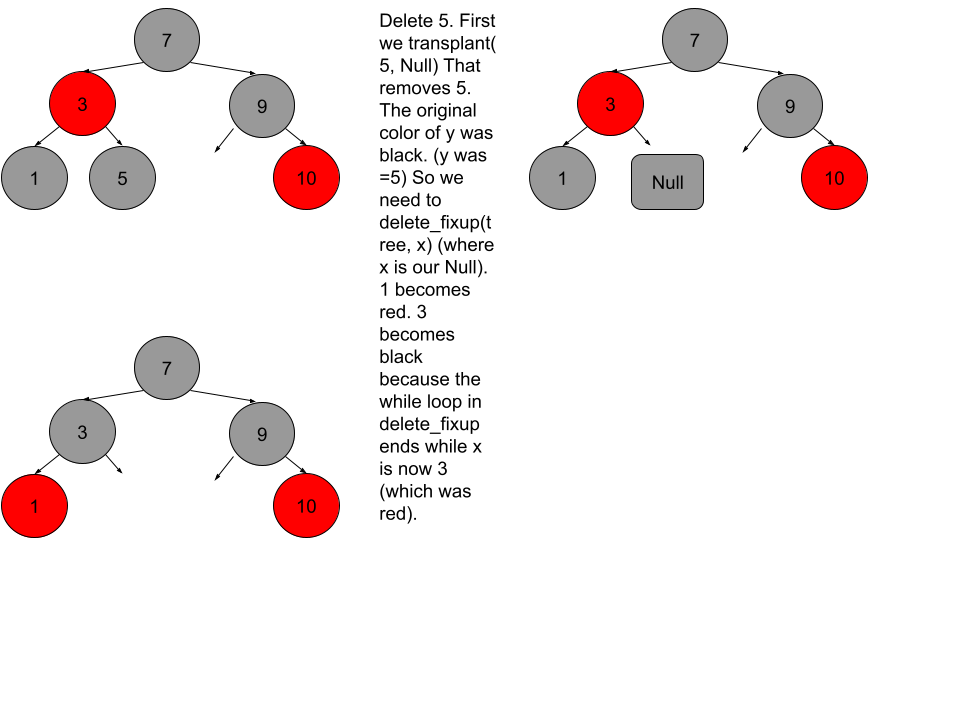 7
3
9
1
5
10
Delete 5. First
we transplant(
5, Null) That
removes 5.
The original
color of y was
black. (y was
=5) So we
need to
delete_fixup(t
ree, x) (where
x is our Null).
1 becomes
red. 3
becomes
black
because the
while loop in
delete_fixup
ends while x
is now 3
(which was
red).
7
3
9
1
Null
10
7
3
9
1
10